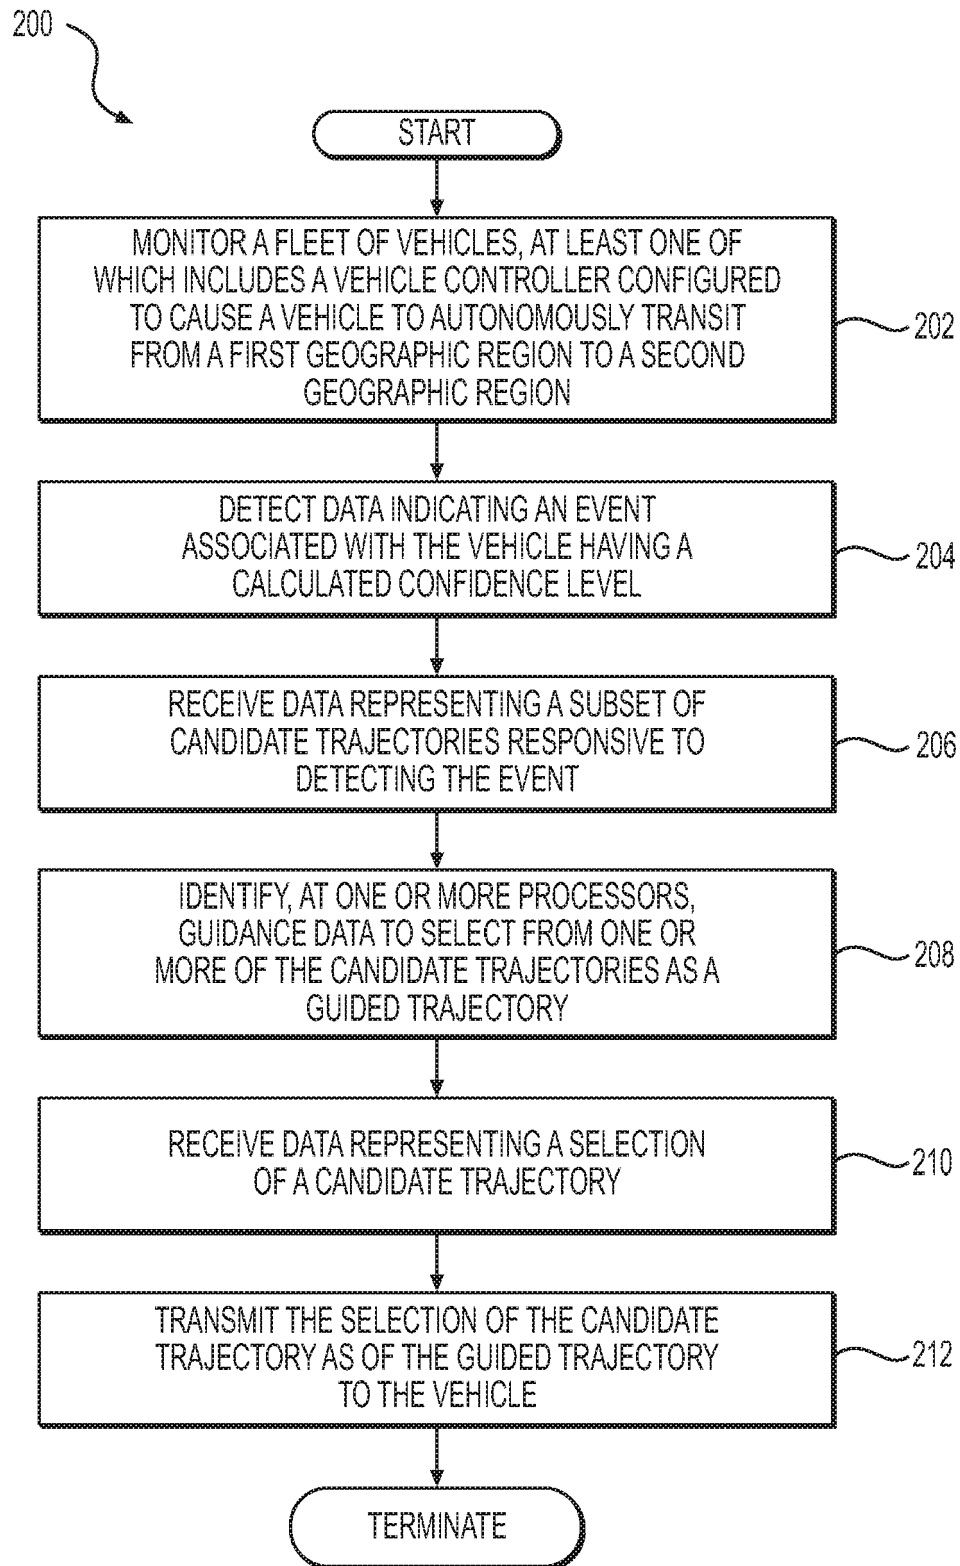 200
START
MONITOR A FLEET OF VEHICLES, AT LEAST ONE OF
WHICH INCLUDES A VEHICLE CONTROLLER CONFIGURED
TO CAUSE A VEHICLE TO AUTONOMOUSLY TRANSIT
FROM A FIRST GEOGRAPHIC REGION TO A SECOND
GEOGRAPHIC REGION
202
DETECT DATA INDICATING AN EVENT
ASSOCIATED WITH THE VEHICLE HAVING A
CALCULATED CONFIDENCE LEVEL
204
RECEIVE DATA REPRESENTING A SUBSET OF
CANDIDATE TRAJECTORIES RESPONSIVE TO
DETECTING THE EVENT
206
IDENTIFY, AT ONE OR MORE PROCESSORS,
GUIDANCE DATA TO SELECT FROM ONE OR
MORE OF THE CANDIDATE TRAJECTORIES AS A
GUIDED TRAJECTORY
208
RECEIVE DATA REPRESENTING A SELECTION
OF A CANDIDATE TRAJECTORY
210
TRANSMIT THE SELECTION OF THE CANDIDATE
TRAJECTORY AS OF THE GUIDED TRAJECTORY
TO THE VEHICLE
212
TERMINATE